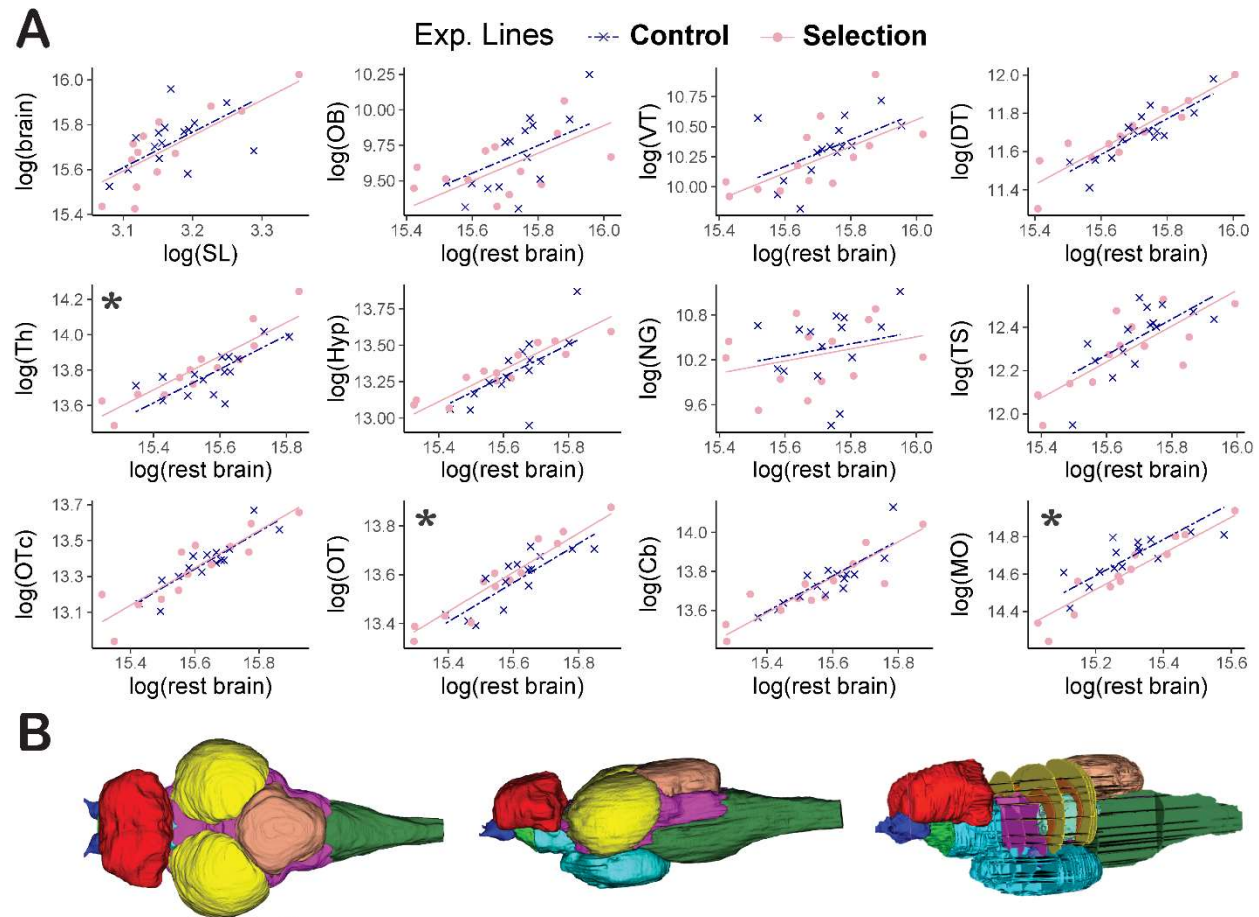 A
Exp. Lines Control Selection
log(brain)
16.0
15.8
15.6
15.4
3.1 3.2 3.3
log(SL)
log(OB)
10.25
10.00
9.75
9.50
15.4 15.6 15.8 16.0
log(rest brain)
log(VT)
10.75
10.50
10.25
10.00
15.4 15.6 15.8 16.0
log(rest brain)
log(DT)
12.0
11.8
11.6
11.4
15.4 15.6 15.8 16.0
log(rest brain)
*
log(Th)
14.2
14.0
13.8
13.6
15.4 15.6 15.8
log(rest brain)
log(Hyp)
13.75
13.50
13.25
13.00
15.4 15.6 15.8
log(rest brain)
log(NG)
10.8
10.2
9.6
15.6 15.8 16.0
log(rest brain)
log(TS)
12.4
12.2
12.0
15.4 15.6 15.8 16.0
log(rest brain)
log(OTc)
13.7
13.5
13.3
13.1
15.4 15.6 15.8
log(rest brain)
*
log(OT)
13.8
13.6
13.4
15.4 15.6 15.8
log(rest brain)
log(Cb)
14.0
13.8
13.6
15.4 15.6 15.8
log(rest brain)
*
log(MO)
14.8
14.6
14.4
15.2 15.4 15.6
log(rest brain)
B